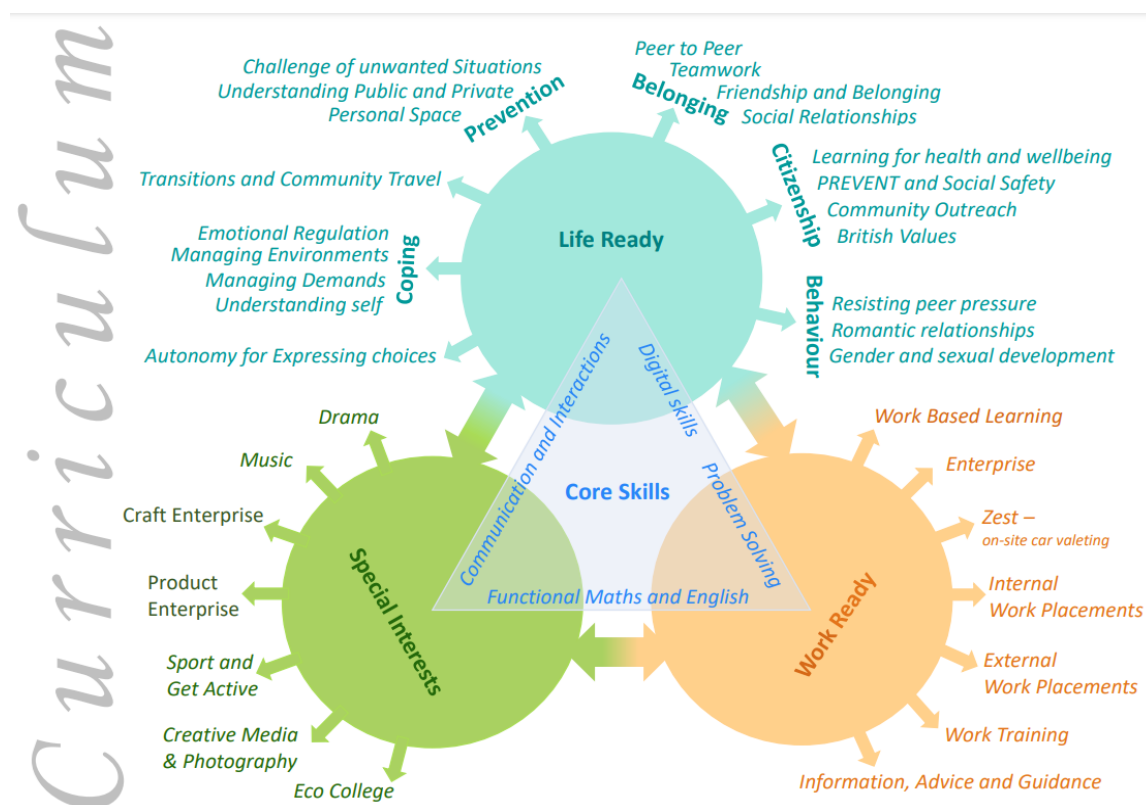 Curriculum
Challenge of unwanted Situations
Understanding Public and Private
Personal Space
Prevention
Peer to Peer
Teamwork
Belonging
Friendship and Belonging
Social Relationships
Transitions and Community Travel
Citizenship
Learning for health and wellbeing
PREVENT and Social Safety
Community Outreach
British Values
Emotional Regulation
Managing Environments
Managing Demands
Understanding self
Coping
Life Ready
Behaviour
Resisting peer pressure
Romantic relationships
Gender and sexual development
Autonomy for Expressing choices
Communication and Interactions
Digital skills
Problem Solving
Core Skills
Functional Maths and English
Drama
Music
Craft Enterprise
Product
Enterprise
Sport and
Get Active
Creative Media
& Photography
Eco College
Special Interests
Work Ready
Work Based Learning
Enterprise
Zest –
on-site car valeting
Internal
Work Placements
External
Work Placements
Work Training
Information, Advice and Guidance